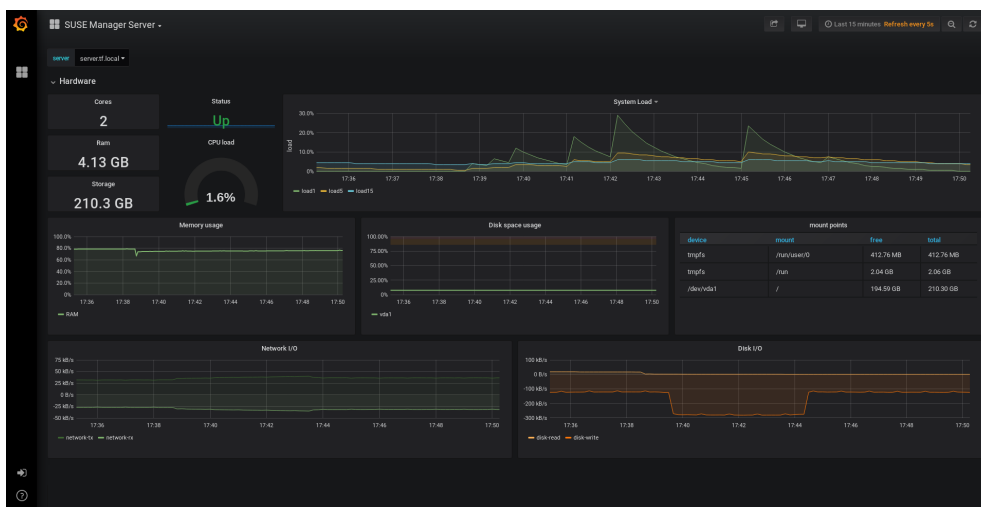 SUSE Manager Server
Last 15 minutes Refresh every 5s
server server.tf.local
Hardware
Cores
2
Ram
4.13 GB
Storage
210.3 GB
Status
Up
CPU load
1.6%
System Load
load
30.0%
20.0%
10.0%
0%
17:36 17:37 17:38 17:39 17:40 17:41 17:42 17:43 17:44 17:45 17:46 17:47 17:48 17:49 17:50
load1 load5 load15
Memory usage
100.0%
80.0%
60.0%
40.0%
20.0%
0%
17:36 17:38 17:40 17:42 17:44 17:46 17:48 17:50
RAM
Disk space usage
100.00%
75.00%
50.00%
25.00%
0%
17:36 17:38 17:40 17:42 17:44 17:46 17:48 17:50
vda1
mount points
device mount free total
tmpfs /run/user/0 412.76 MB 412.76 MB
tmpfs /run 2.04 GB 2.06 GB
/dev/vda1 / 194.59 GB 210.30 GB
Network I/O
75 kB/s
50 kB/s
25 kB/s
0 B/s
-25 kB/s
-50 kB/s
17:36 17:38 17:40 17:42 17:44 17:46 17:48 17:50
network-tx network-rx
Disk I/O
100 kB/s
0 B/s
-100 kB/s
-200 kB/s
-300 kB/s
17:36 17:38 17:40 17:42 17:44 17:46 17:48 17:50
disk-read disk-write